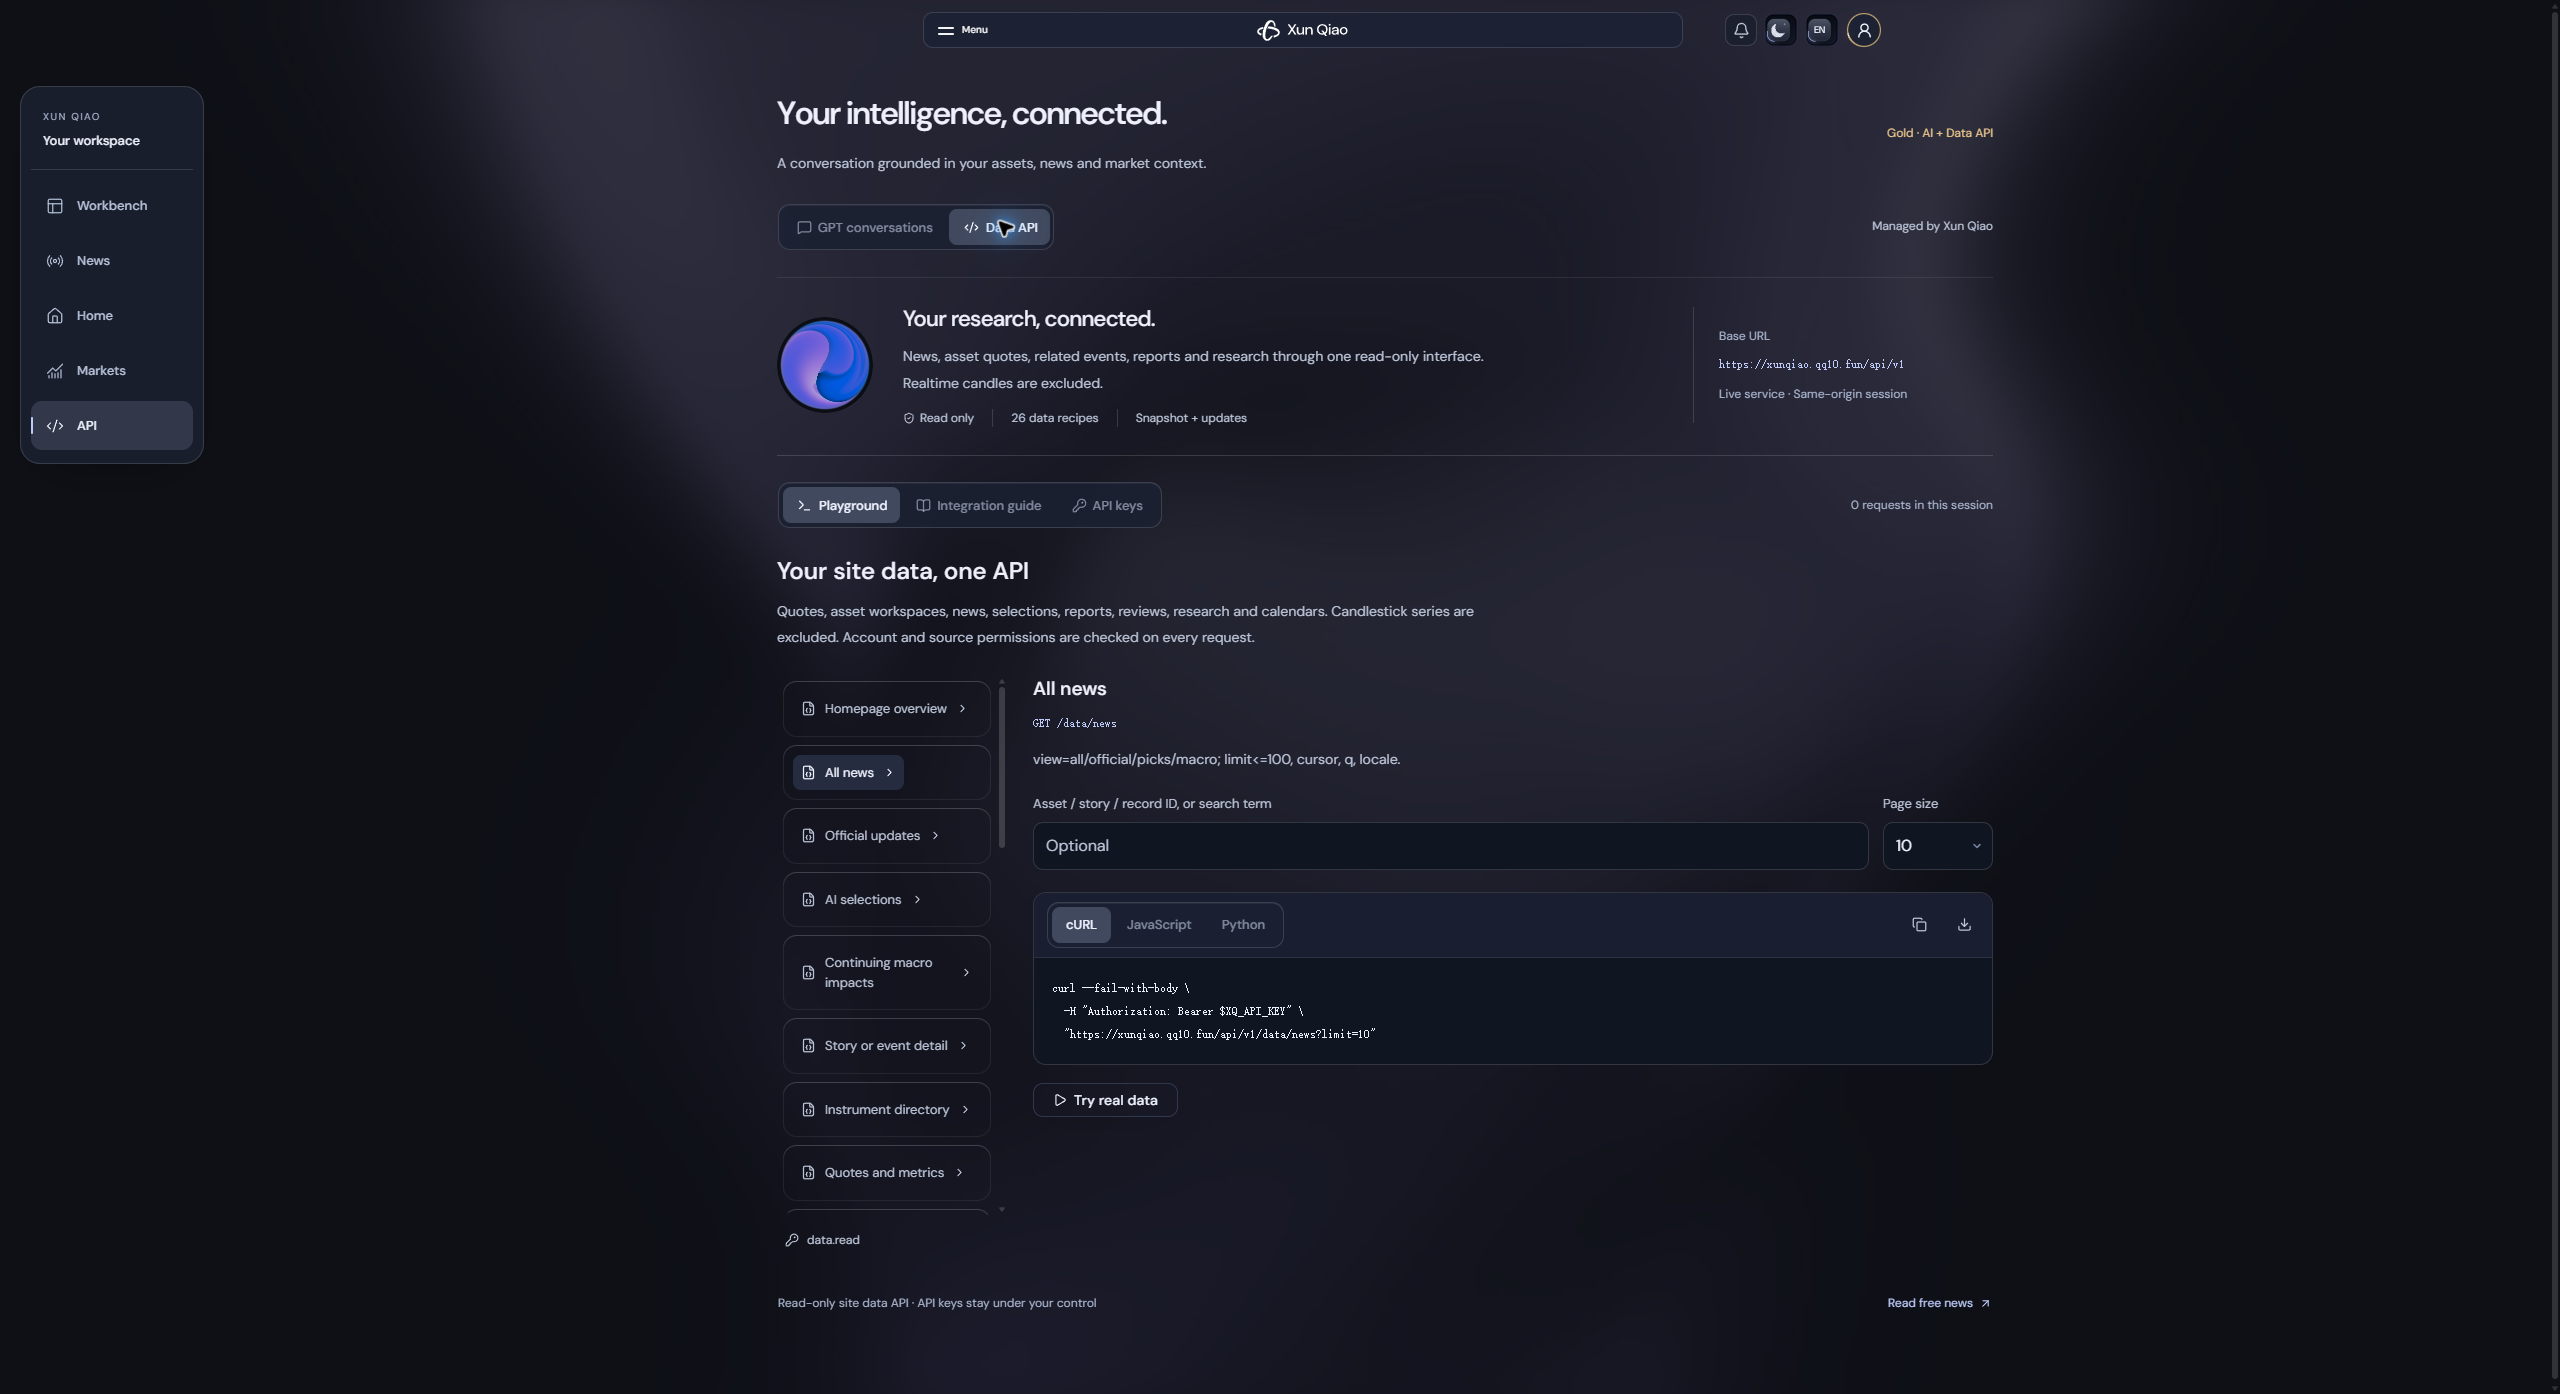 Menu
Xun Qiao
EN
XUN QIAO
Your workspace
Workbench
News
Home
Markets
API
Your intelligence, connected.
Gold · AI + Data API
A conversation grounded in your assets, news and market context.
GPT conversations
API
Managed by Xun Qiao
Your research, connected.
News, asset quotes, related events, reports and research through one read-only interface.
Realtime candles are excluded.
Read only
26 data recipes
Snapshot + updates
Base URL
https://xunqiao.qq10.fun/api/v1
Live service · Same-origin session
Playground
Integration guide
API keys
0 requests in this session
Your site data, one API
Quotes, asset workspaces, news, selections, reports, reviews, research and calendars. Candlestick series are
excluded. Account and source permissions are checked on every request.
Homepage overview
All news
Official updates
AI selections
Continuing macro
impacts
Story or event detail
Instrument directory
Quotes and metrics
data.read
All news
GET /data/news
view=all/official/picks/macro; limit<=100, cursor, q, locale.
Asset / story / record ID, or search term
Page size
Optional
10
cURL
JavaScript
Python
curl --fail-with-body \
-H "Authorization: Bearer $XQ_API_KEY" \
"https://xunqiao.qq10.fun/api/v1/data/news?limit=10"
Try real data
Read-only site data API · API keys stay under your control
Read free news